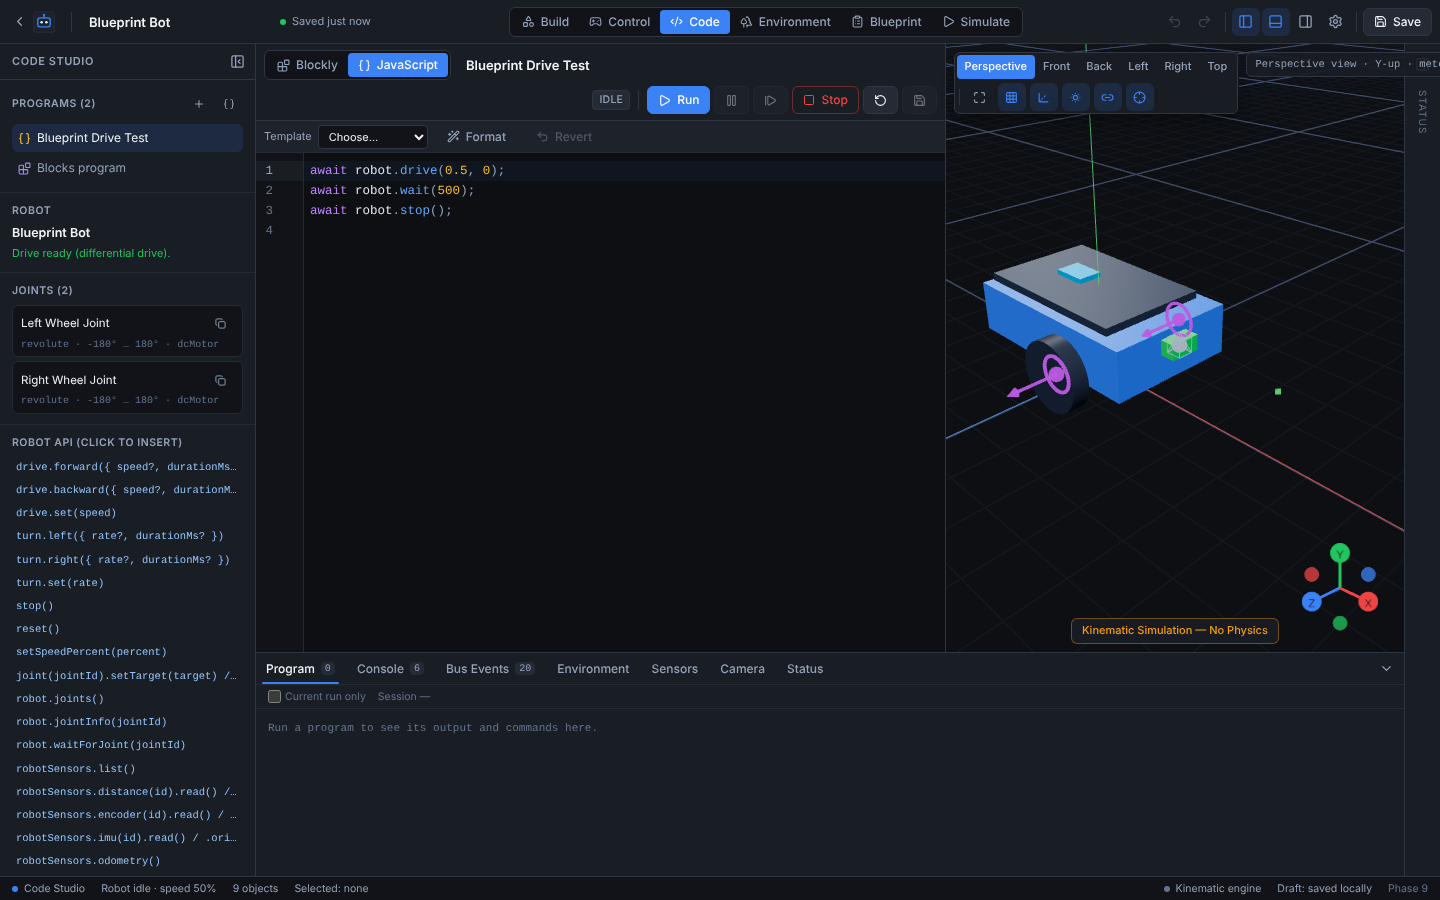 Blueprint Bot
Saved just now
Build
Control
Code
Environment
Blueprint
Simulate
Save
CODE STUDIO
PROGRAMS (2)
Blueprint Drive Test
Blocks program
ROBOT
Blueprint Bot
Drive ready (differential drive).
JOINTS (2)
Left Wheel Joint
revolute · -180° … 180° · dcMotor
Right Wheel Joint
revolute · -180° … 180° · dcMotor
ROBOT API (CLICK TO INSERT)
drive.forward({ speed?, durationMs…
drive.backward({ speed?, durationM…
drive.set(speed)
turn.left({ rate?, durationMs? })
turn.right({ rate?, durationMs? })
turn.set(rate)
stop()
reset()
setSpeedPercent(percent)
joint(jointId).setTarget(target) /…
robot.joints()
robot.jointInfo(jointId)
robot.waitForJoint(jointId)
robotSensors.list()
robotSensors.distance(id).read() /…
robotSensors.encoder(id).read() / …
robotSensors.imu(id).read() / .ori…
robotSensors.odometry()
Blockly
{} JavaScript
Blueprint Drive Test
IDLE
Run
Stop
Template
Choose...
Format
Revert
1 await robot.drive(0.5, 0);
2 await robot.wait(500);
3 await robot.stop();
4
Perspective
Front
Back
Left
Right
Top
Perspective view · Y-up · mete
STATUS
Y
Z
X
Kinematic Simulation — No Physics
Program 0
Console 6
Bus Events 20
Environment
Sensors
Camera
Status
Current run only
Session —
Run a program to see its output and commands here.
Code Studio
Robot idle · speed 50%
9 objects
Selected: none
Kinematic engine
Draft: saved locally
Phase 9